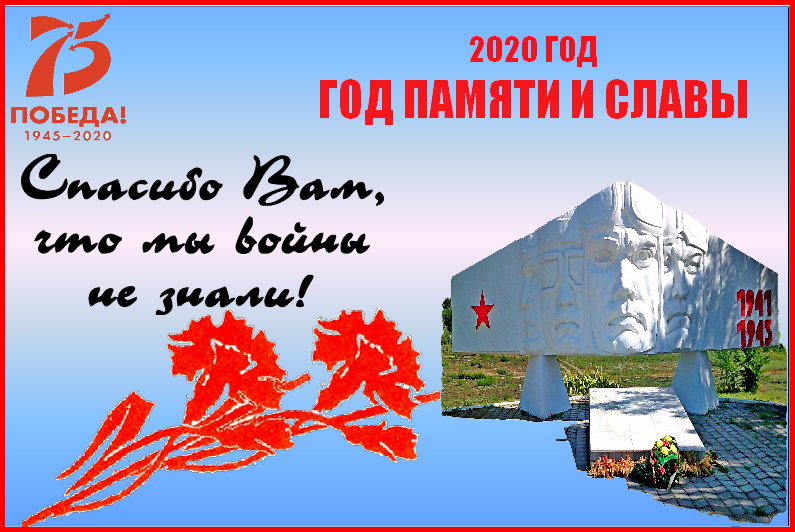 75
ПОБЕДА!
1945–2020
2020 ГОД
ГОД ПАМЯТИ И СЛАВЫ
Спасибо Вам,
что мы войны
не знали!
1941
1945